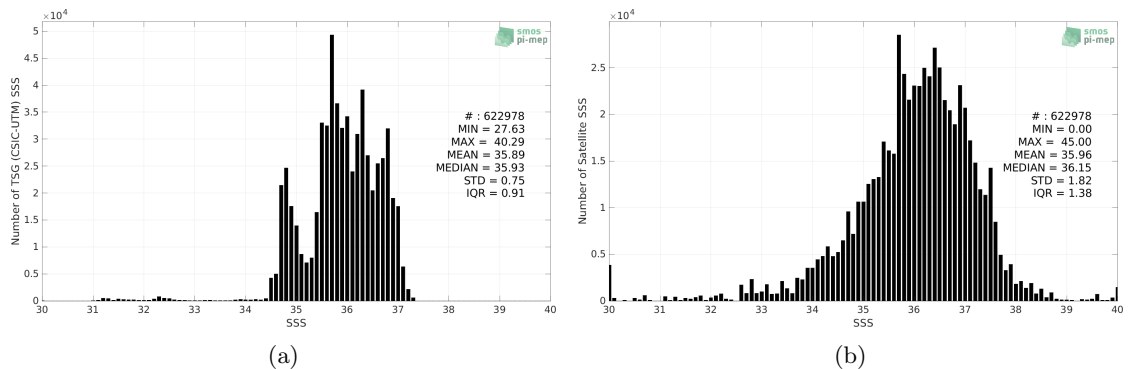 ×10⁴
5
4.5
4
3.5
3
2.5
2
1.5
1
0.5
0
Number of TSG (CSIC-UTM) SSS
smos
pi-mep
# : 622978
MIN = 27.63
MAX = 40.29
MEAN = 35.89
MEDIAN = 35.93
STD = 0.75
IQR = 0.91
30 31 32 33 34 35 36 37 38 39 40
SSS
(a)
×10⁴
2.5
2
1.5
1
0.5
0
Number of Satellite SSS
smos
pi-mep
# : 622978
MIN = 0.00
MAX = 45.00
MEAN = 35.96
MEDIAN = 36.15
STD = 1.82
IQR = 1.38
30 31 32 33 34 35 36 37 38 39 40
SSS
(b)